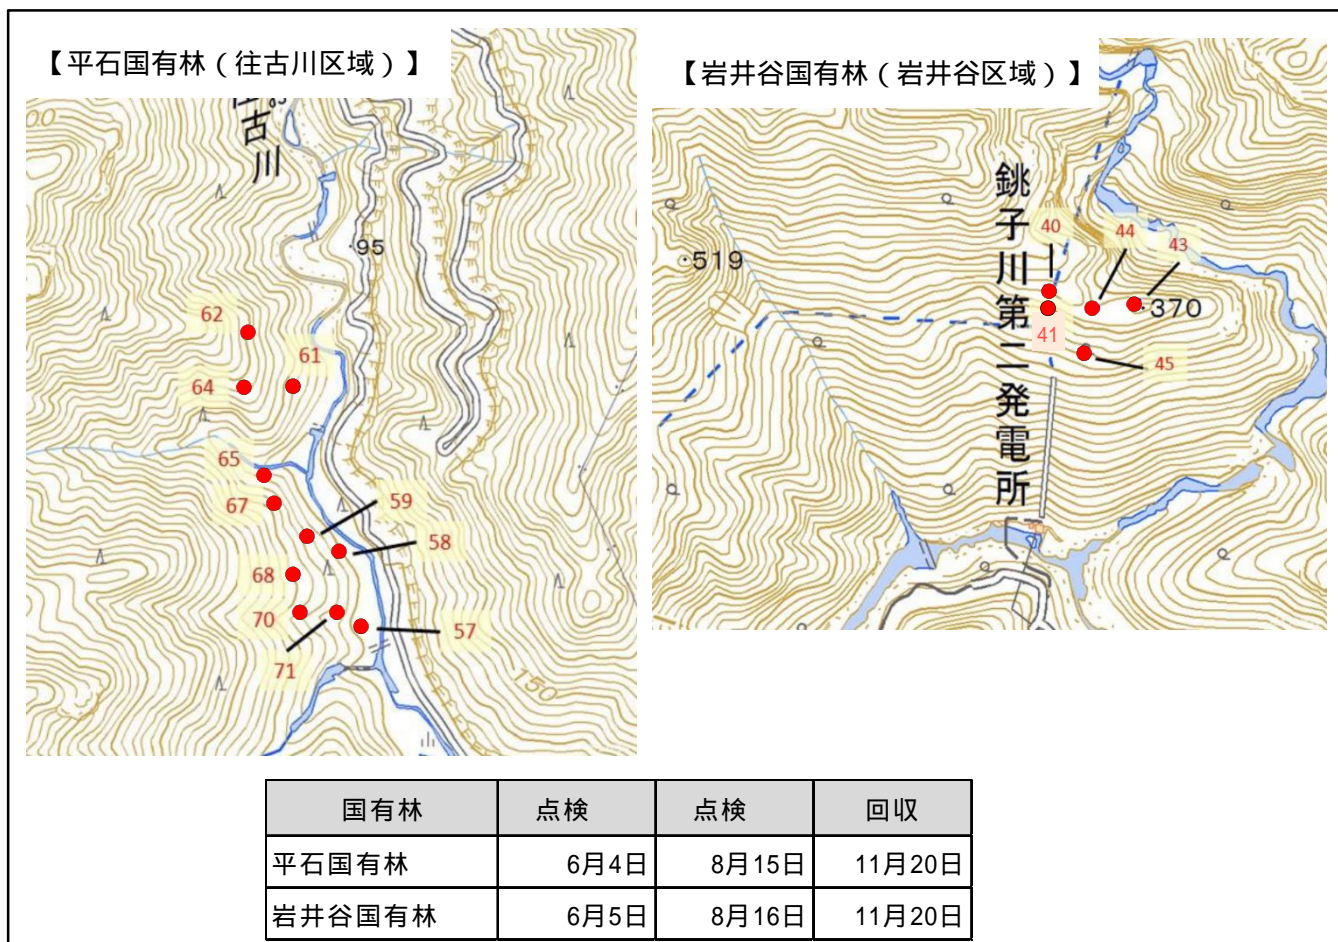 【平石国有林(往古川区域)】
古川
95
62
61
64
65
67
59
58
68
70
57
71
150
【岩井谷国有林(岩井谷区域)】
銚子川第二発電所
40
44
43
519
370
41
45
国有林 点検 点検 回収
平石国有林 6月4日 8月15日 11月20日
岩井谷国有林 6月5日 8月16日 11月20日